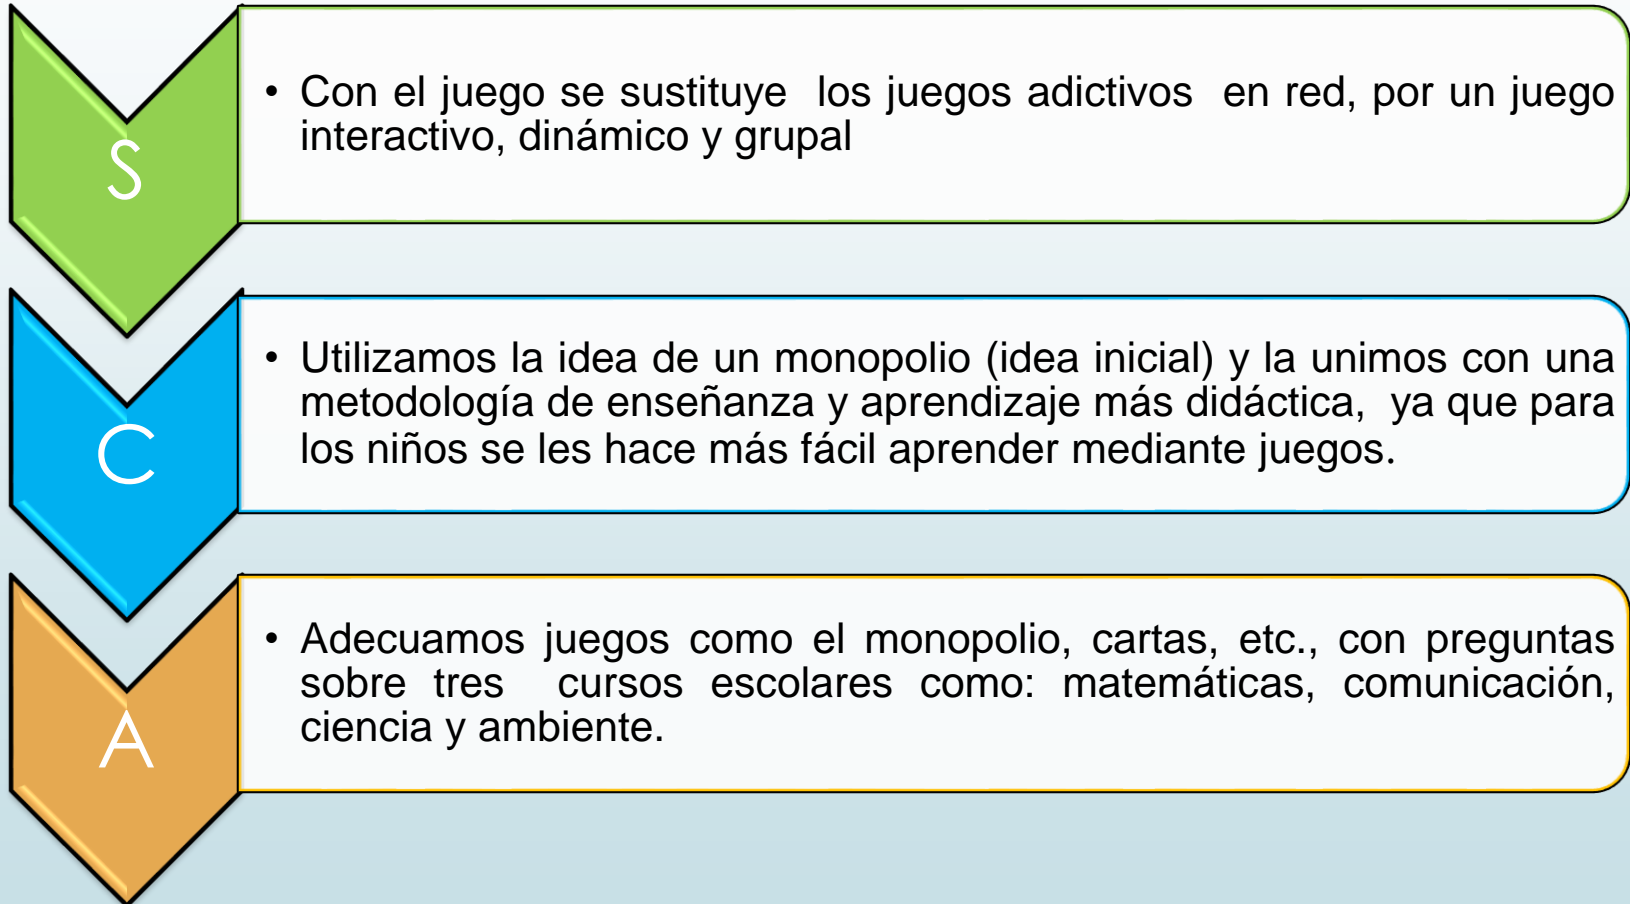 S
• Con el juego se sustituye los juegos adictivos en red, por un juego
interactivo, dinámico y grupal
C
• Utilizamos la idea de un monopolio (idea inicial) y la unimos con una
metodología de enseñanza y aprendizaje más didáctica, ya que para
los niños se les hace más fácil aprender mediante juegos.
A
• Adecuamos juegos como el monopolio, cartas, etc., con preguntas
sobre tres cursos escolares como: matemáticas, comunicación,
ciencia y ambiente.